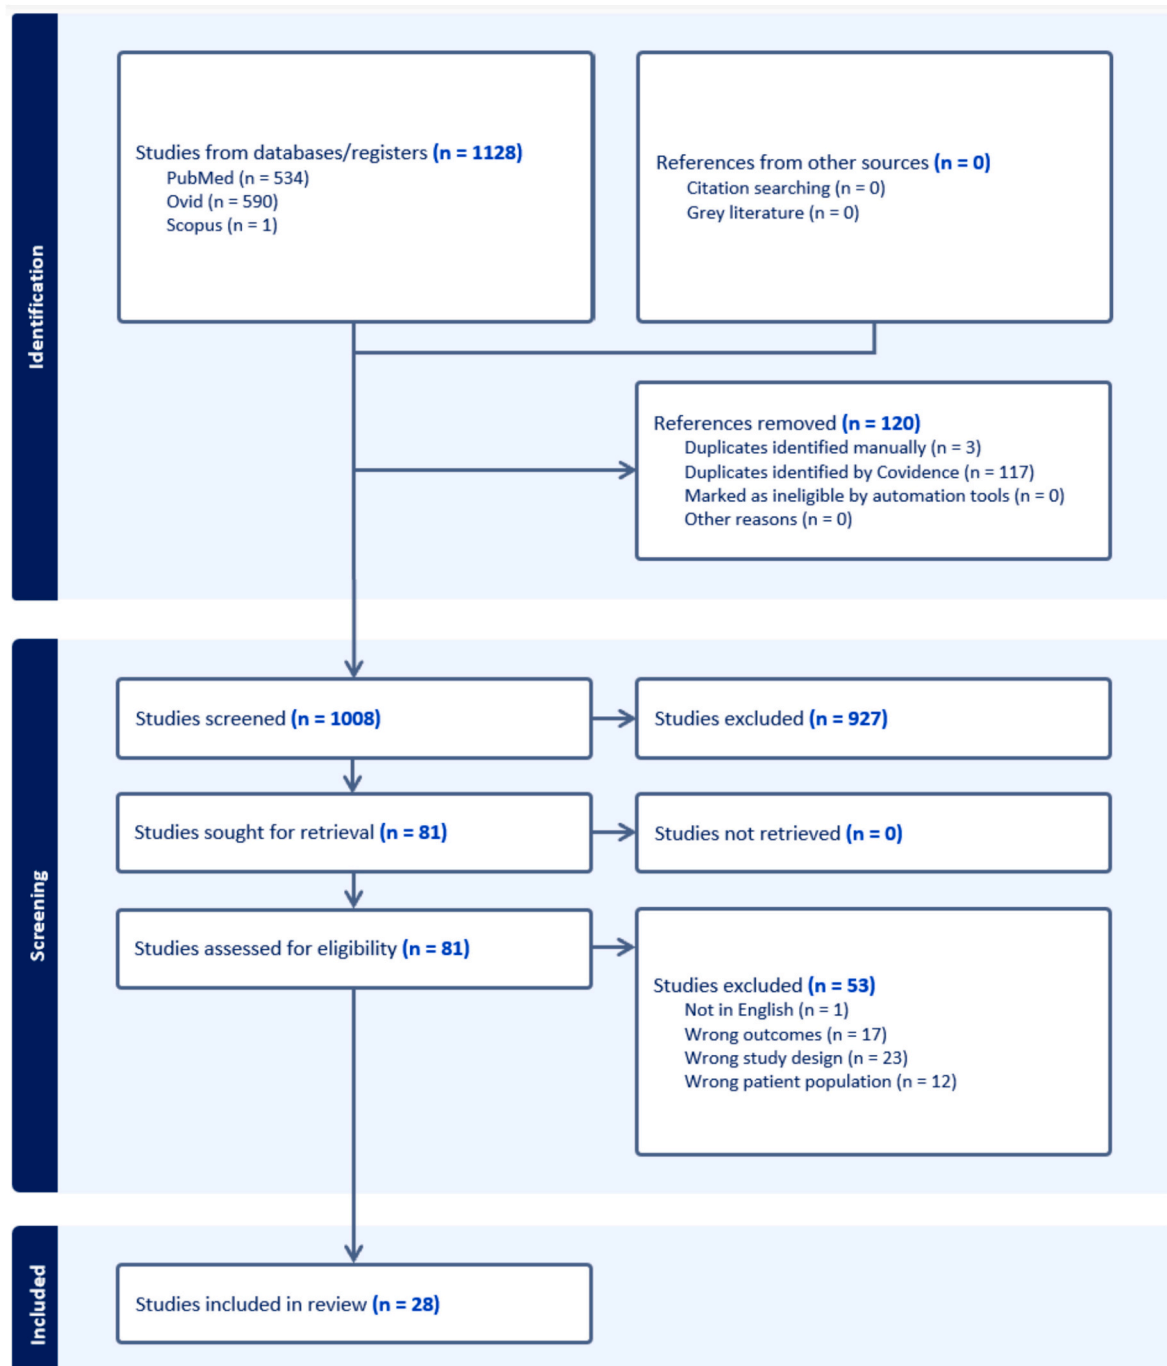 Identification
Studies from databases/registers (n = 1128)
PubMed (n = 534)
Ovid (n = 590)
Scopus (n = 1)
References from other sources (n = 0)
Citation searching (n = 0)
Grey literature (n = 0)
References removed (n = 120)
Duplicates identified manually (n = 3)
Duplicates identified by Covidence (n = 117)
Marked as ineligible by automation tools (n = 0)
Other reasons (n = 0)
Screening
Studies screened (n = 1008)
Studies excluded (n = 927)
Studies sought for retrieval (n = 81)
Studies not retrieved (n = 0)
Studies assessed for eligibility (n = 81)
Studies excluded (n = 53)
Not in English (n = 1)
Wrong outcomes (n = 17)
Wrong study design (n = 23)
Wrong patient population (n = 12)
Included
Studies included in review (n = 28)